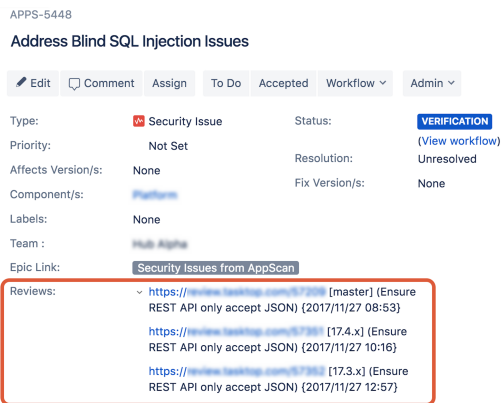 APPS-5448
Address Blind SQL Injection Issues
Edit Comment Assign To Do Accepted Workflow Admin
Type: Security Issue Status: VERIFICATION
(View workflow)
Priority: Not Set
Resolution: Unresolved
Affects Version/s: None
Fix Version/s: None
Component/s:
Labels: None
Team :
Epic Link: Security Issues from AppScan
Reviews: https:// [master] (Ensure
REST API only accept JSON) {2017/11/27 08:53}
https:// [17.4.x] (Ensure
REST API only accept JSON) {2017/11/27 10:16}
https:// [17.3.x] (Ensure
REST API only accept JSON) {2017/11/27 12:57}